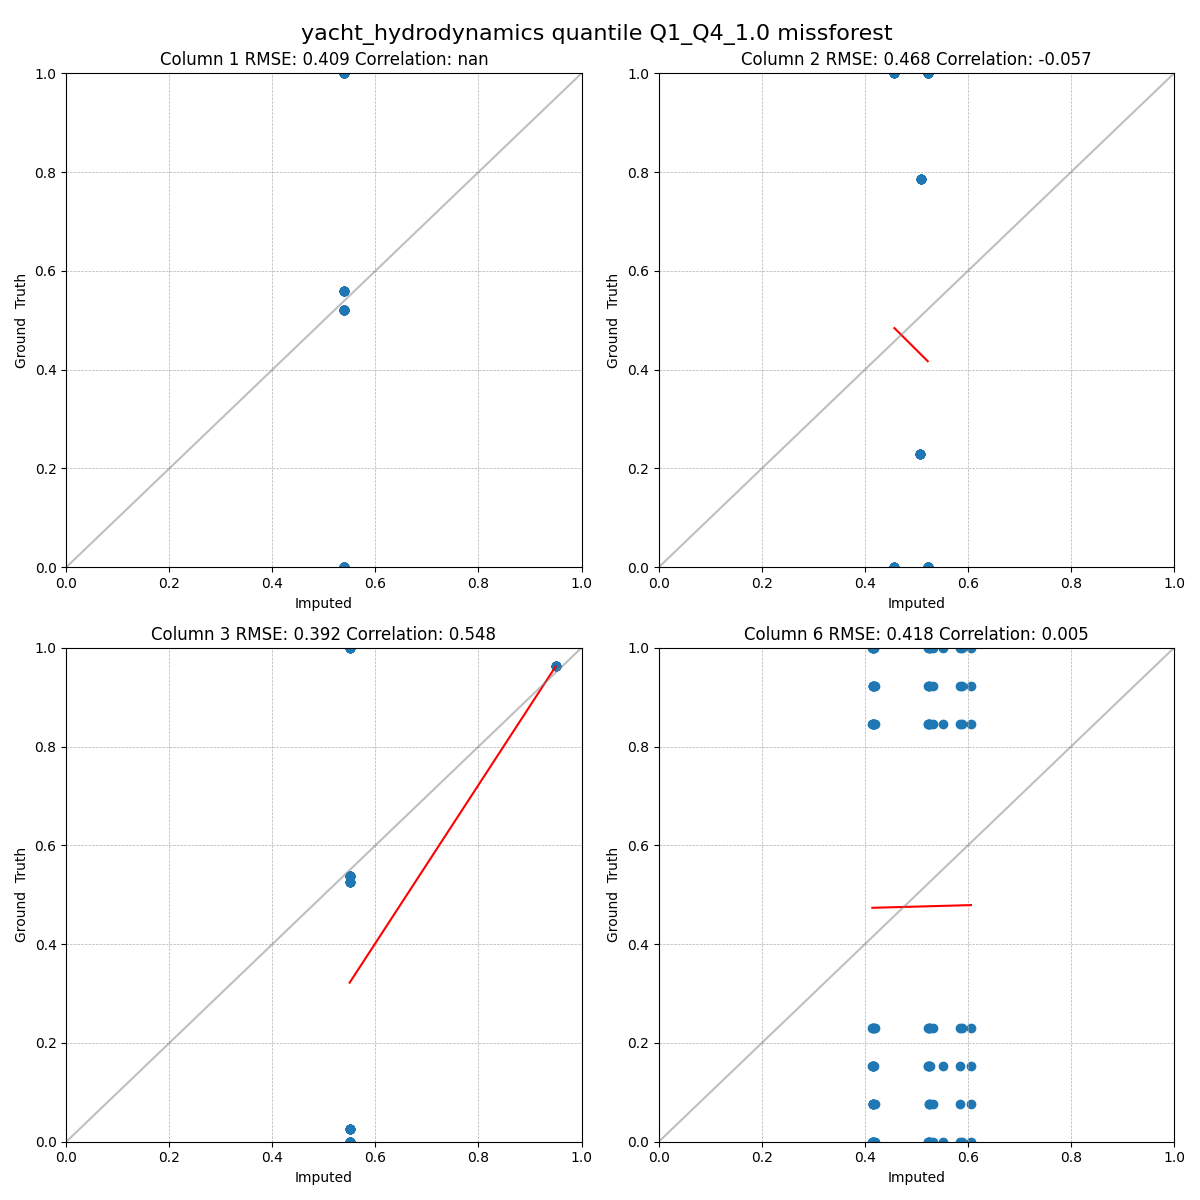 yacht_hydrodynamics quantile Q1_Q4_1.0 missforest
Column 1 RMSE: 0.409 Correlation: nan
1.0
0.8
0.6
0.4
0.2
0.0
Ground Truth
0.0 0.2 0.4 0.6 0.8 1.0
Imputed
Column 2 RMSE: 0.468 Correlation: -0.057
1.0
0.8
0.6
0.4
0.2
0.0
Ground Truth
0.0 0.2 0.4 0.6 0.8 1.0
Imputed
Column 3 RMSE: 0.392 Correlation: 0.548
1.0
0.8
0.6
0.4
0.2
0.0
Ground Truth
0.0 0.2 0.4 0.6 0.8 1.0
Imputed
Column 6 RMSE: 0.418 Correlation: 0.005
1.0
0.8
0.6
0.4
0.2
0.0
Ground Truth
0.0 0.2 0.4 0.6 0.8 1.0
Imputed